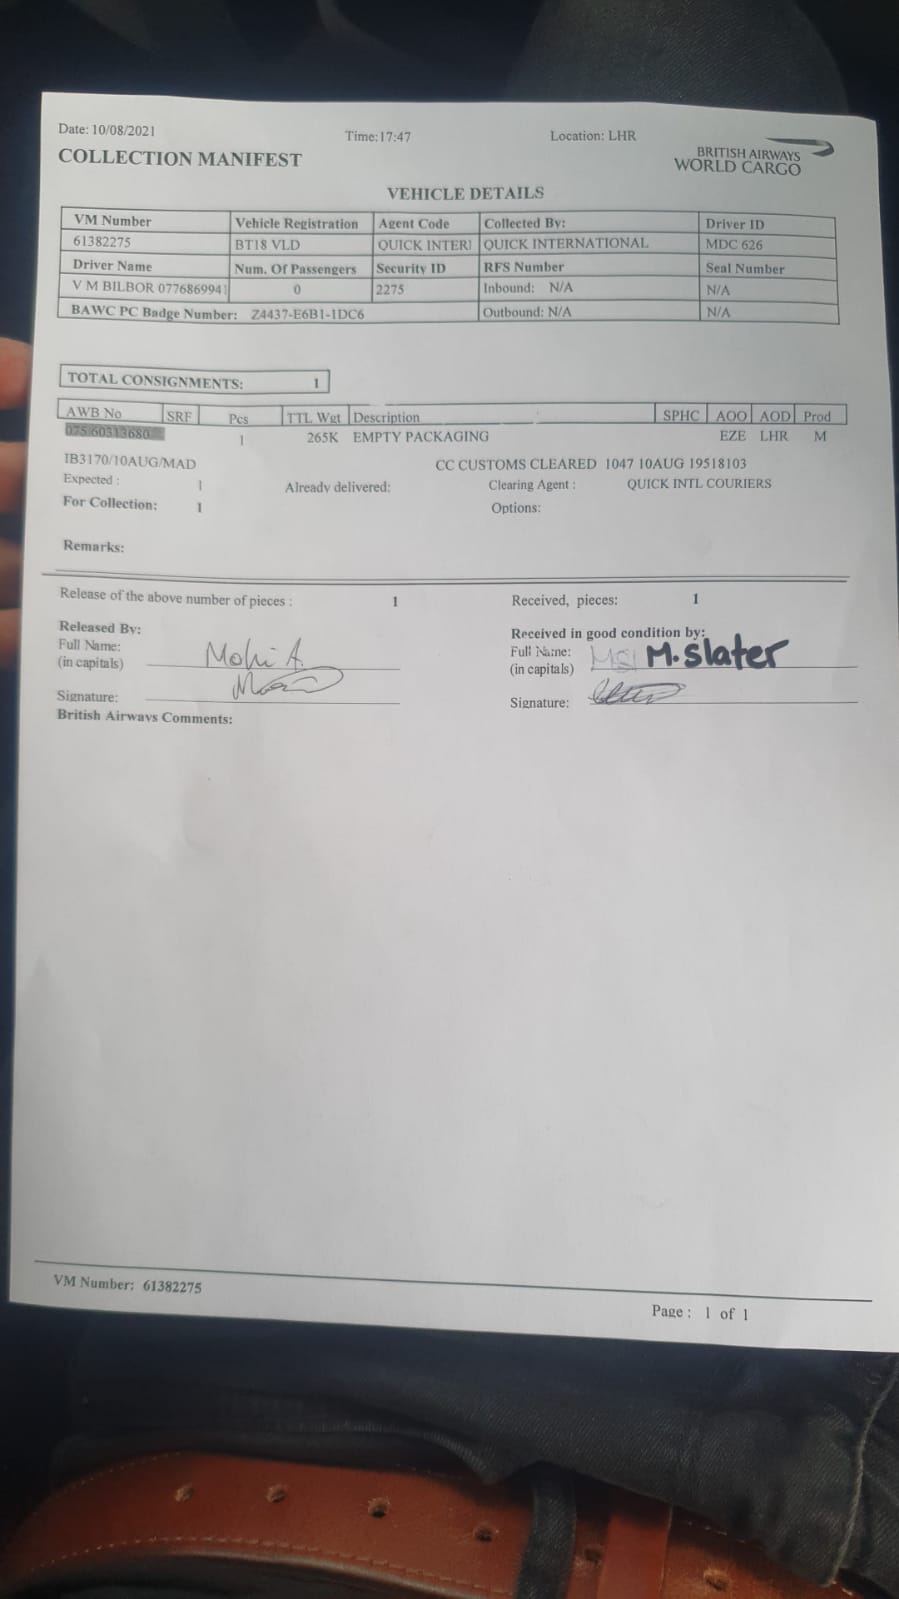 Date: 10/08/2021 Time:17:47 Location: LHR
COLLECTION MANIFEST
BRITISH AIRWAYS
WORLD CARGO
VEHICLE DETAILS
VM Number Vehicle Registration Agent Code Collected By: Driver ID
61382275 BT18 VLD QUICK INTERI QUICK INTERNATIONAL MDC 626
Driver Name Num. Of Passengers Security ID RFS Number Seal Number
V M BILBOR 0776869941 0 2275 Inbound: N/A N/A
BAWC PC Badge Number: Z4437-E6B1-1DC6 Outbound: N/A N/A
TOTAL CONSIGNMENTS: 1
AWB No SRF Pcs TTL Wgt Description SPHC AOO AOD Prod
075 60313680 1 265K EMPTY PACKAGING EZE LHR M
IB3170/10AUG/MAD CC CUSTOMS CLEARED 1047 10AUG 19518103
Expected : 1 Already delivered: Clearing Agent : QUICK INTL COURIERS
For Collection: 1 Options:
Remarks:
Release of the above number of pieces : 1 Received, pieces: 1
Released By: Received in good condition by:
Full Name: Mohi A. Full Name: M.Slater
(in capitals) (in capitals)
Signature: Signature:
British Airways Comments:
VM Number: 61382275
Page : 1 of 1